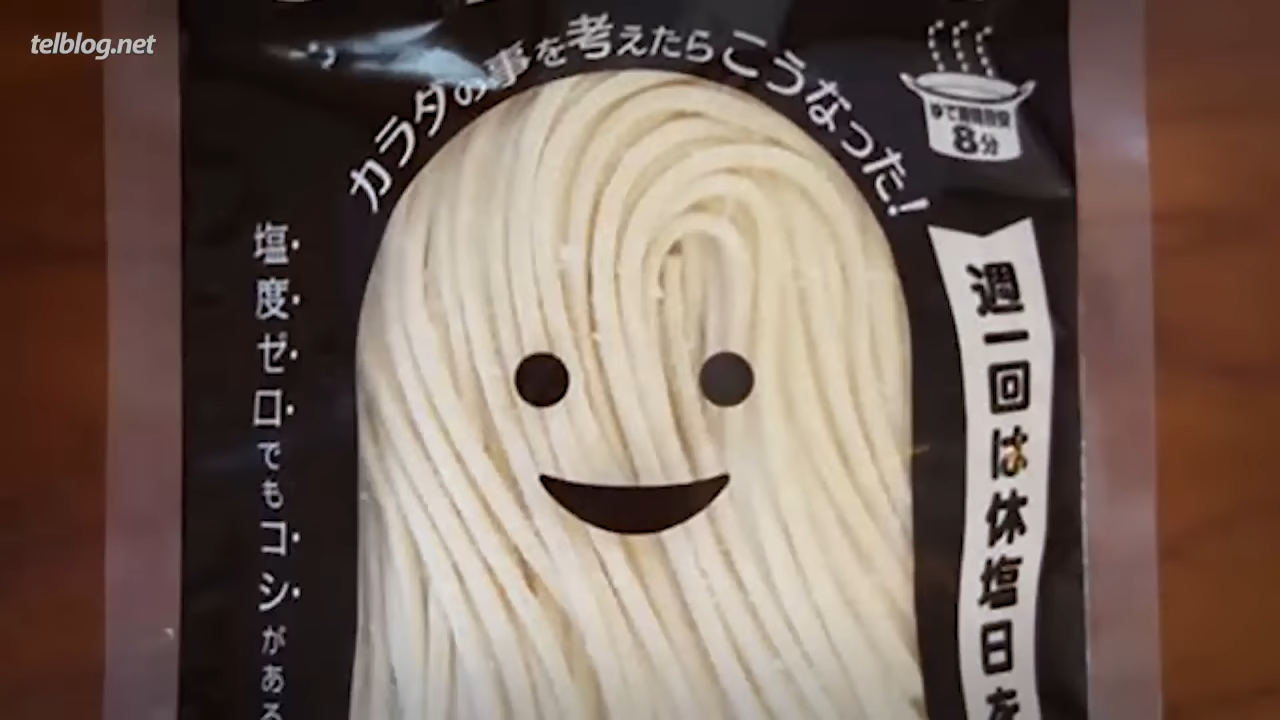 telblog.net
カラダの事を考えたらこうなった!
ゆで時間目安
8分
塩度ゼロでもコシがある
週一回は休塩日を